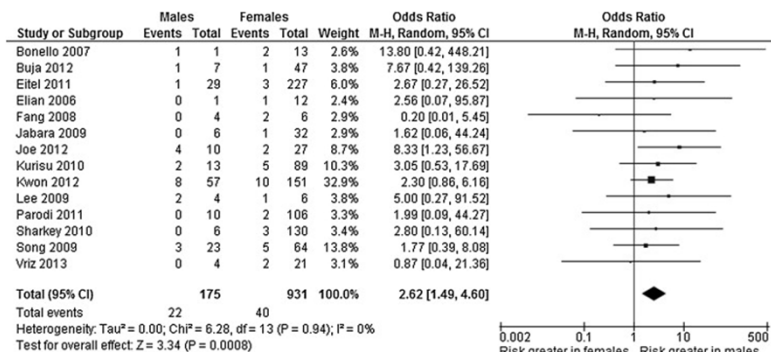 Males Females Odds Ratio Odds Ratio
Study or Subgroup Events Total Events Total Weight M-H, Random, 95% CI M-H, Random, 95% CI
Bonello 2007 1 1 2 13 2.6% 13.80 [0.42, 448.21]
Buja 2012 1 7 1 47 3.8% 7.67 [0.42, 139.26]
Eitel 2011 1 29 3 227 6.0% 2.67 [0.27, 26.52]
Elian 2006 0 1 1 12 2.4% 2.56 [0.07, 95.87]
Fang 2008 0 4 2 6 2.9% 0.20 [0.01, 5.45]
Jabara 2009 0 6 1 32 2.9% 1.62 [0.06, 44.24]
Joe 2012 4 10 2 27 8.6% 8.33 [1.23, 56.67]
Kurisu 2010 2 13 5 89 10.3% 3.05 [0.53, 17.69]
Kwon 2012 8 57 10 151 32.9% 2.30 [0.86, 6.16]
Lee 2009 2 4 1 6 3.8% 5.00 [0.27, 91.52]
Parodi 2011 0 10 2 106 3.3% 1.99 [0.09, 44.27]
Sharkey 2010 0 6 3 130 3.4% 2.80 [0.13, 60.14]
Song 2009 3 23 5 64 13.8% 1.77 [0.39, 8.08]
Vriz 2013 0 4 2 21 3.1% 0.87 [0.04, 21.36]
Total (95% CI) 175 931 100.0% 2.62 [1.49, 4.60]
Total events 22 40
Heterogeneity: Tau² = 0.00; Chi² = 6.28, df = 13 (P = 0.94); I² = 0%
Test for overall effect: Z = 3.34 (P = 0.0008)
0.002 0.1 1 10 500
Risk greater in females Risk greater in males